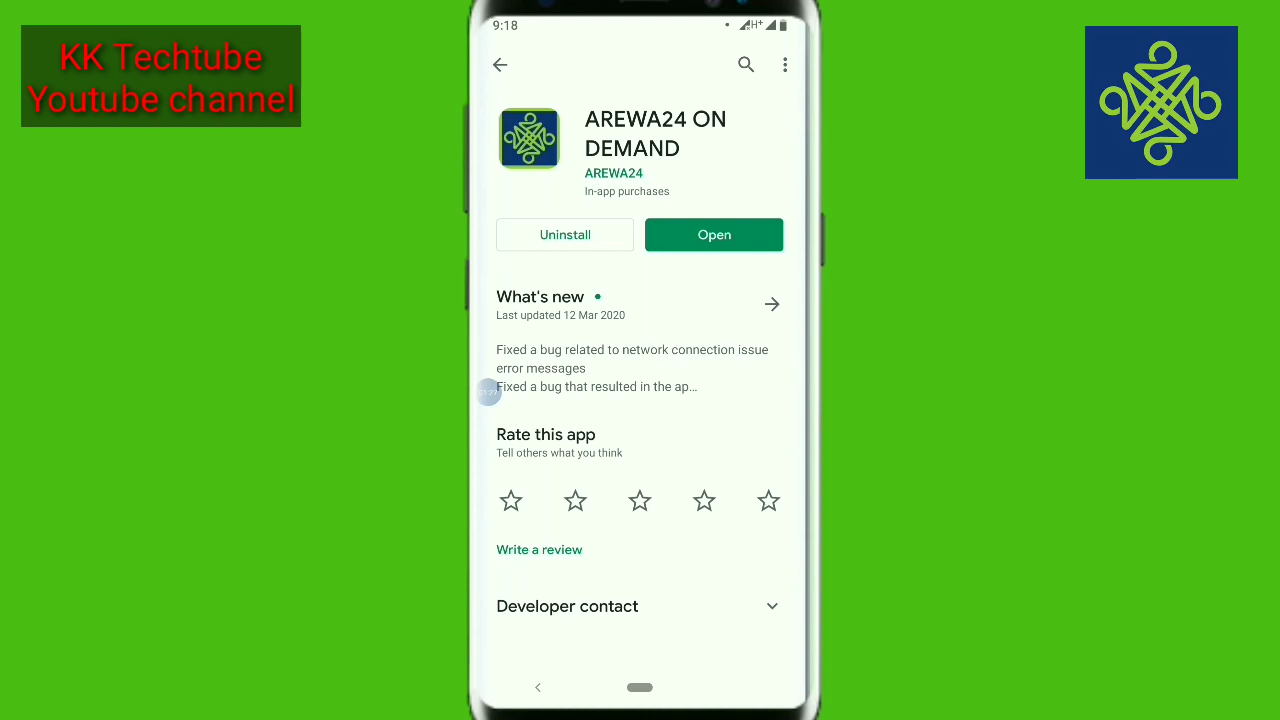 KK Techtube
Youtube channel
9:18
H+
AREWA24 ON
DEMAND
AREWA24
In-app purchases
Uninstall
Open
What's new
Last updated 12 Mar 2020
Fixed a bug related to network connection issue
error messages
Fixed a bug that resulted in the ap...
Rate this app
Tell others what you think
Write a review
Developer contact